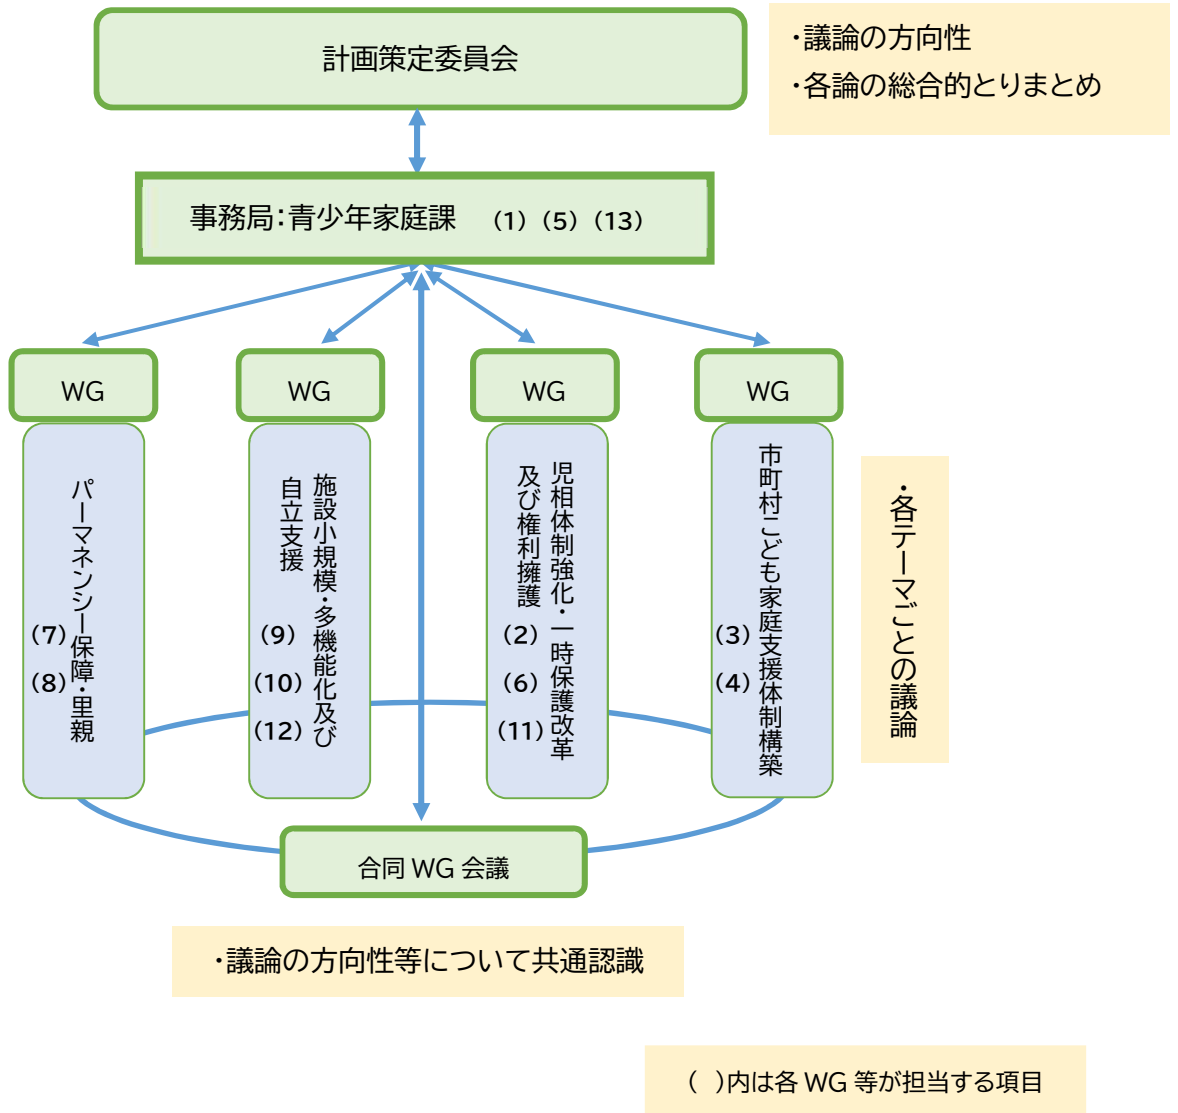 計画策定委員会
・議論の方向性
・各論の総合的とりまとめ
事務局：青少年家庭課 （1）（5）（13）
WG
WG
WG
WG
パーマネンシー保障・里親
（7）
（8）
施設小規模・多機能化及び
自立支援
（9）
（10）
（12）
児相体制強化・一時保護改革
及び権利擁護
（2）
（6）
（11）
市町村こども家庭支援体制構築
（3）
（4）
・各テーマごとの議論
合同 WG 会議
・議論の方向性等について共通認識
（ ）内は各 WG 等が担当する項目